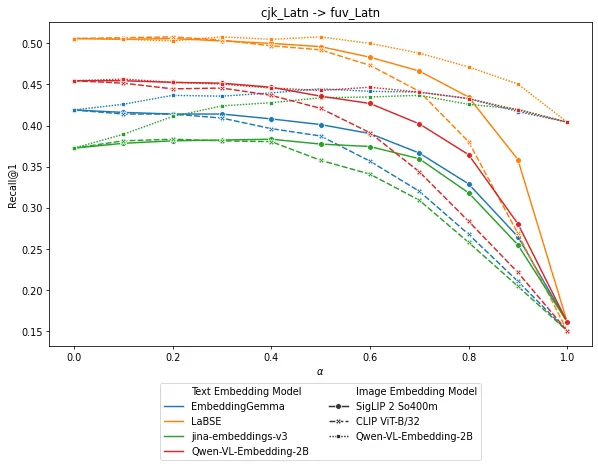 cjk_Latn -> fuv_Latn
Recall@1
0.50
0.45
0.40
0.35
0.30
0.25
0.20
0.15
0.0 0.2 0.4 0.6 0.8 1.0
α
Text Embedding Model Image Embedding Model
EmbeddingGemma SigLIP 2 So400m
LaBSE CLIP ViT-B/32
jina-embeddings-v3 Qwen-VL-Embedding-2B
Qwen-VL-Embedding-2B